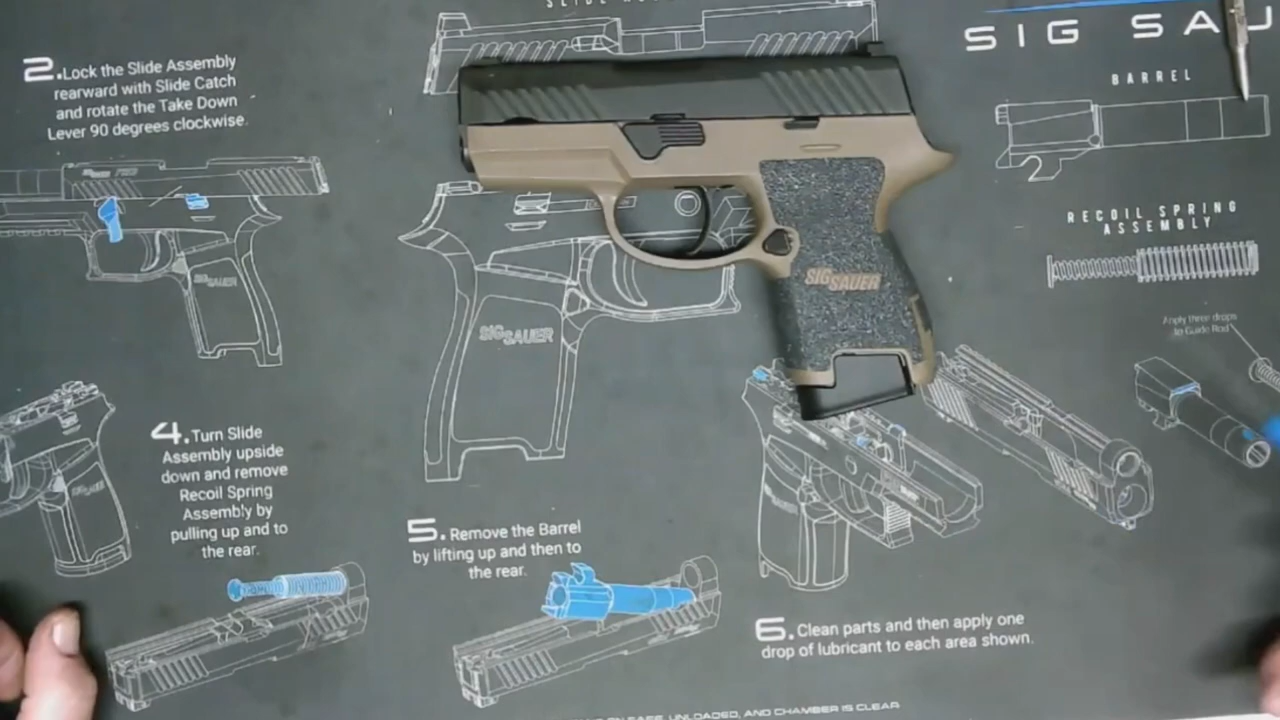 SIG SAU
BARREL
2. Lock the Slide Assembly
rearward with Slide Catch
and rotate the Take Down
Lever 90 degrees clockwise.
RECOIL SPRING
ASSEMBLY
SIG SAUER
SIG SAUER
SIG SAUER
Apply three drops
to Guide Rod
4. Turn Slide
Assembly upside
down and remove
Recoil Spring
Assembly by
pulling up and to
the rear.
5. Remove the Barrel
by lifting up and then to
the rear.
6. Clean parts and then apply one
drop of lubricant to each area shown.
UNLOADED, AND CHAMBER IS CLEAR